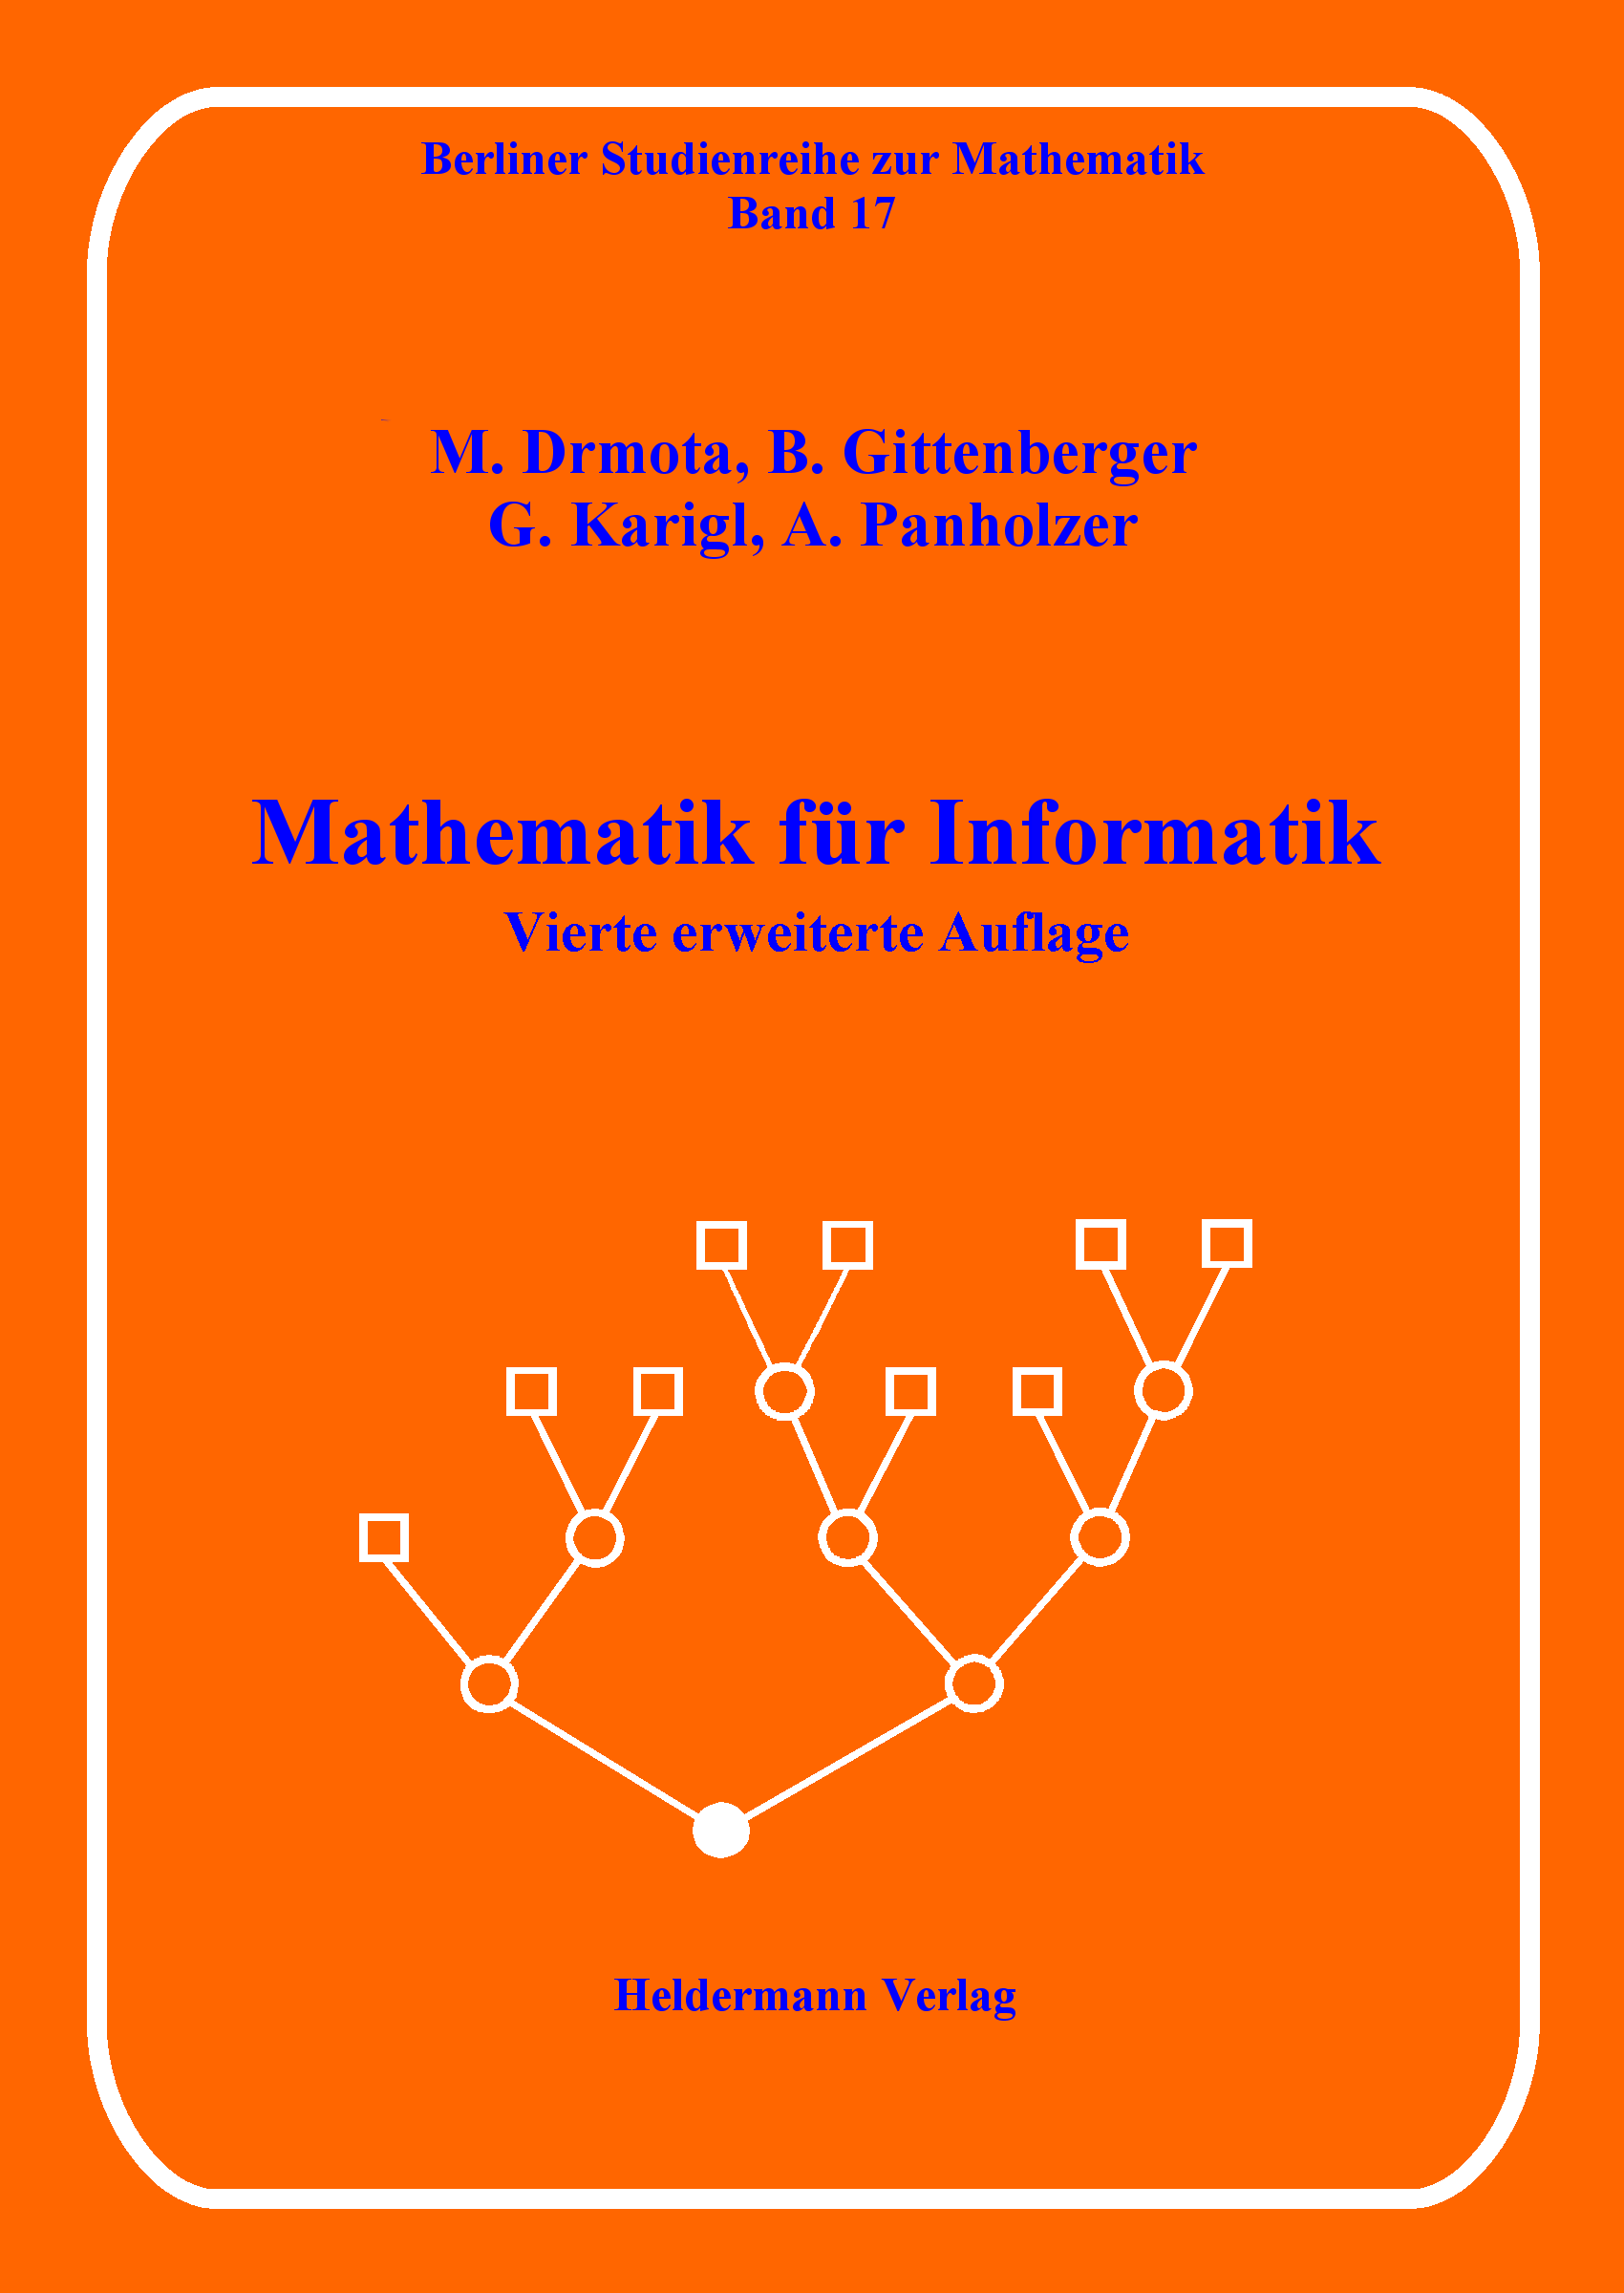 Berliner Studienreihe zur Mathematik
Band 17
M. Drmota, B. Gittenberger
G. Karigl, A. Panholzer
Mathematik für Informatik
Vierte erweiterte Auflage
Heldermann Verlag